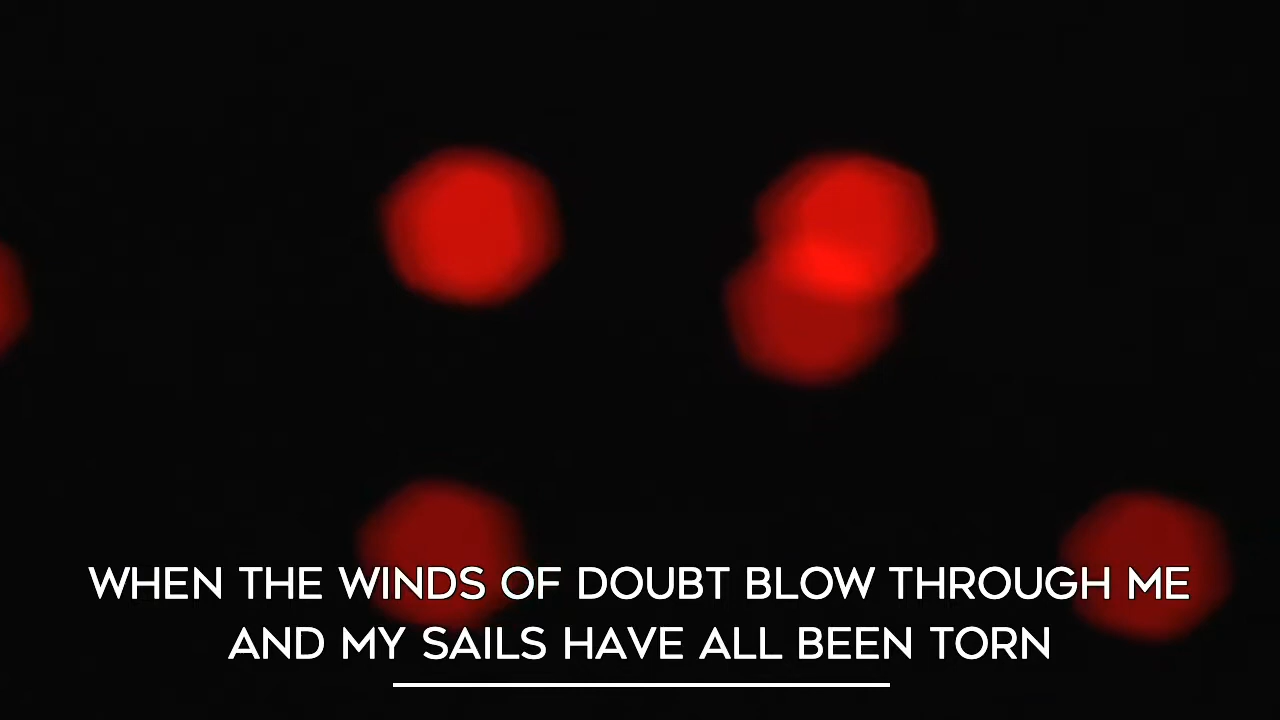 WHEN THE WINDS OF DOUBT BLOW THROUGH ME
AND MY SAILS HAVE ALL BEEN TORN